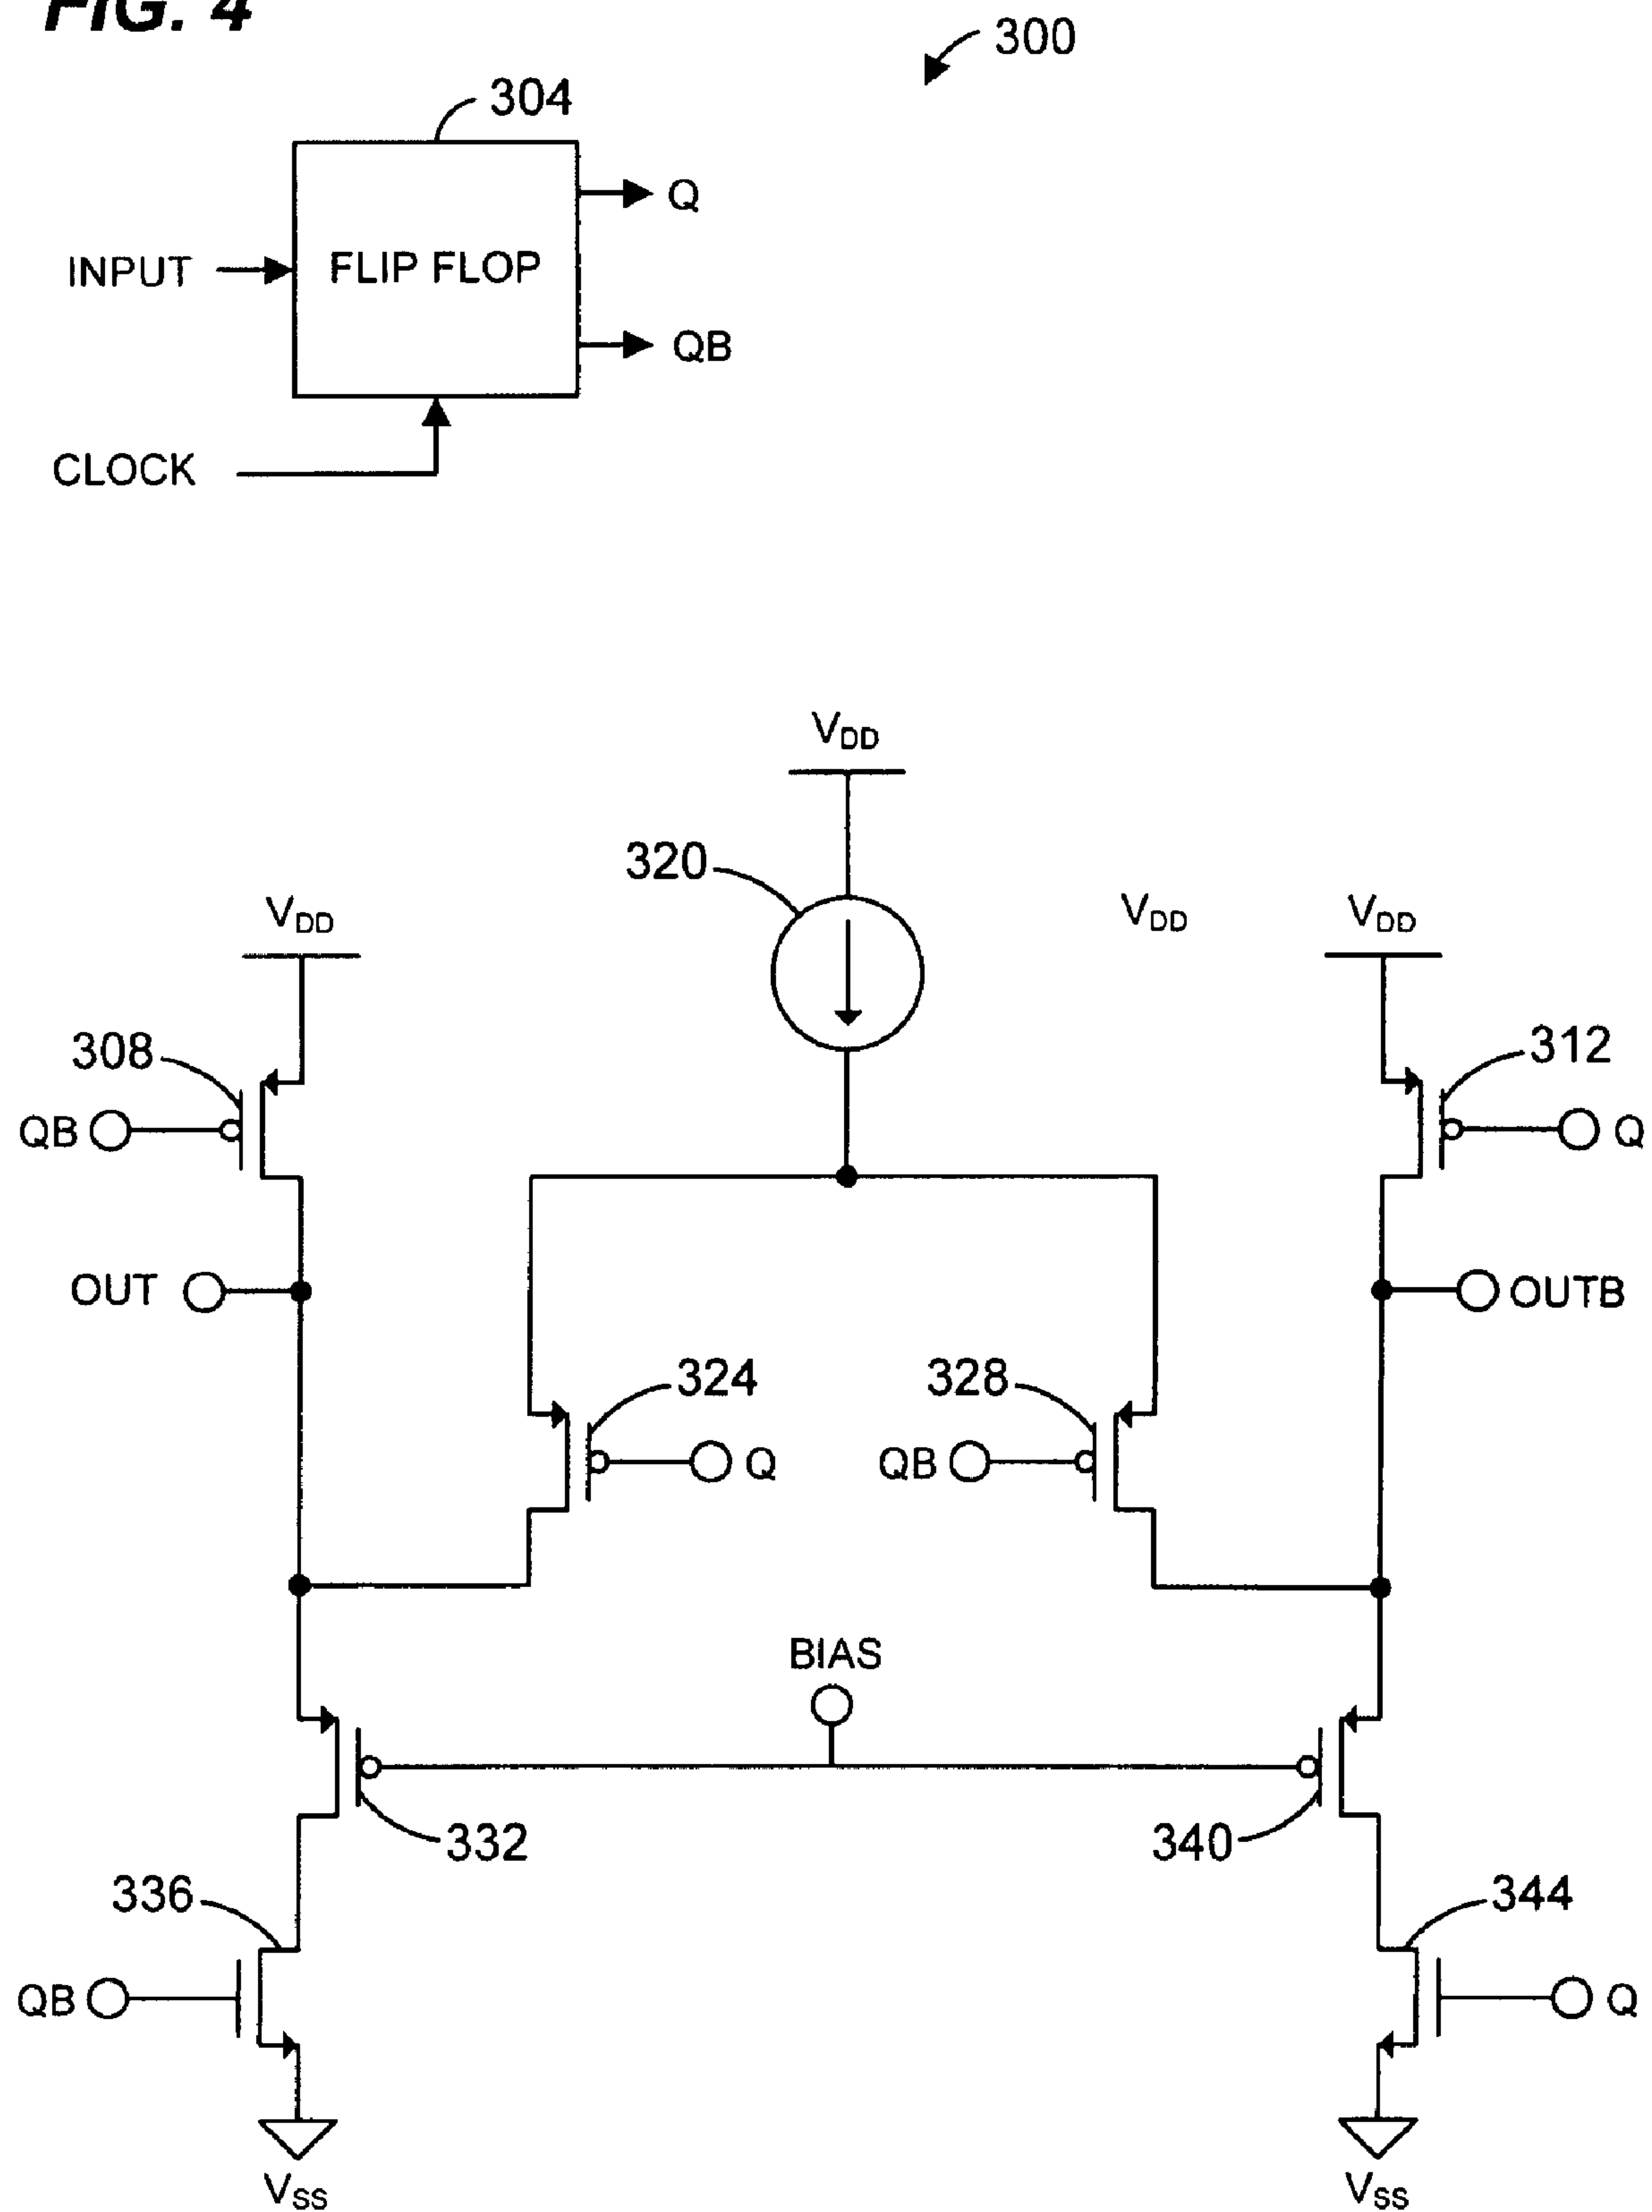 FIG. 4
300
304
Q
INPUT
FLIP FLOP
QB
CLOCK
VDD
320
VDD
VDD
VDD
308
312
QB
Q
OUT
OUTB
324
328
Q
QB
BIAS
332
340
336
344
QB
Q
VSS
VSS